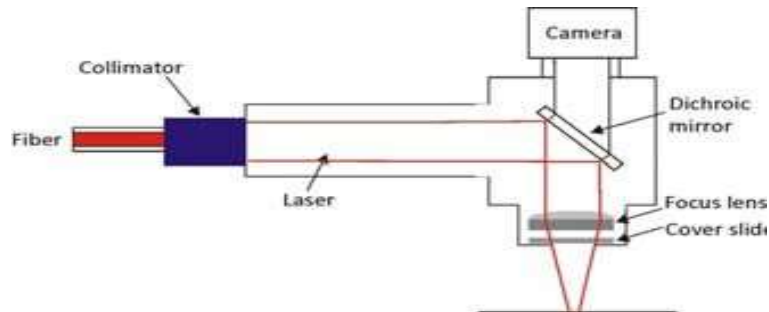 Camera
Collimator
Dichroic
mirror
Fiber
Laser
Focus lens
Cover slide